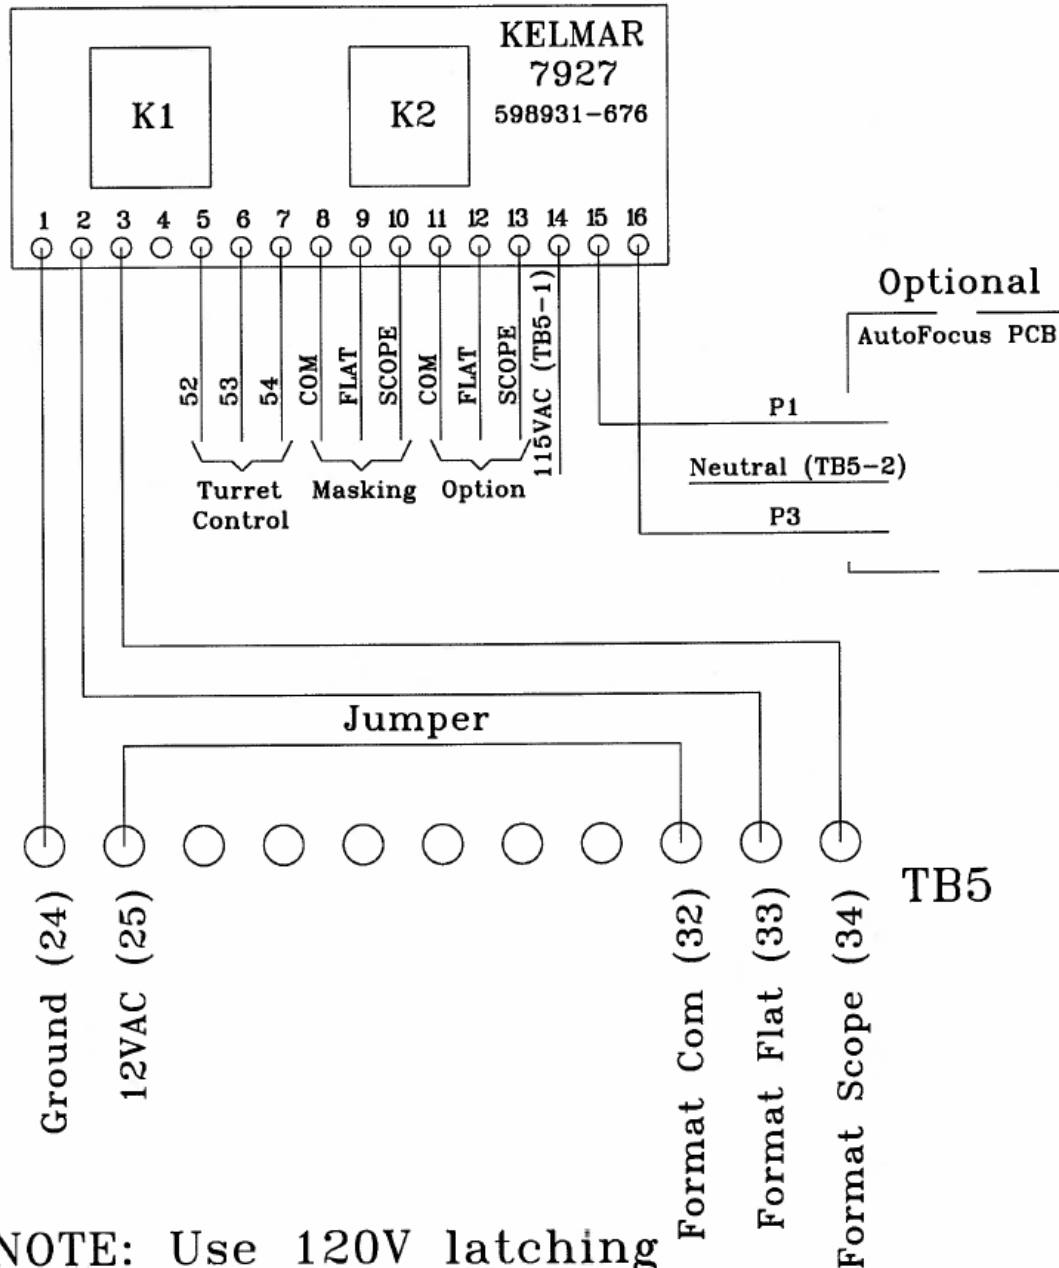 KELMAR
7927
598931-676
K1
K2
1 2 3 4 5 6 7 8 9 10 11 12 13 14 15 16
52
53
54
COM
FLAT
SCOPE
COM
FLAT
SCOPE
115VAC (TB5-1)
Turret
Control
Masking
Option
Optional
AutoFocus PCB
P1
Neutral (TB5-2)
P3
Jumper
TB5
Ground (24)
12VAC (25)
Format Com (32)
Format Flat (33)
Format Scope (34)
NOTE: Use 120V latching